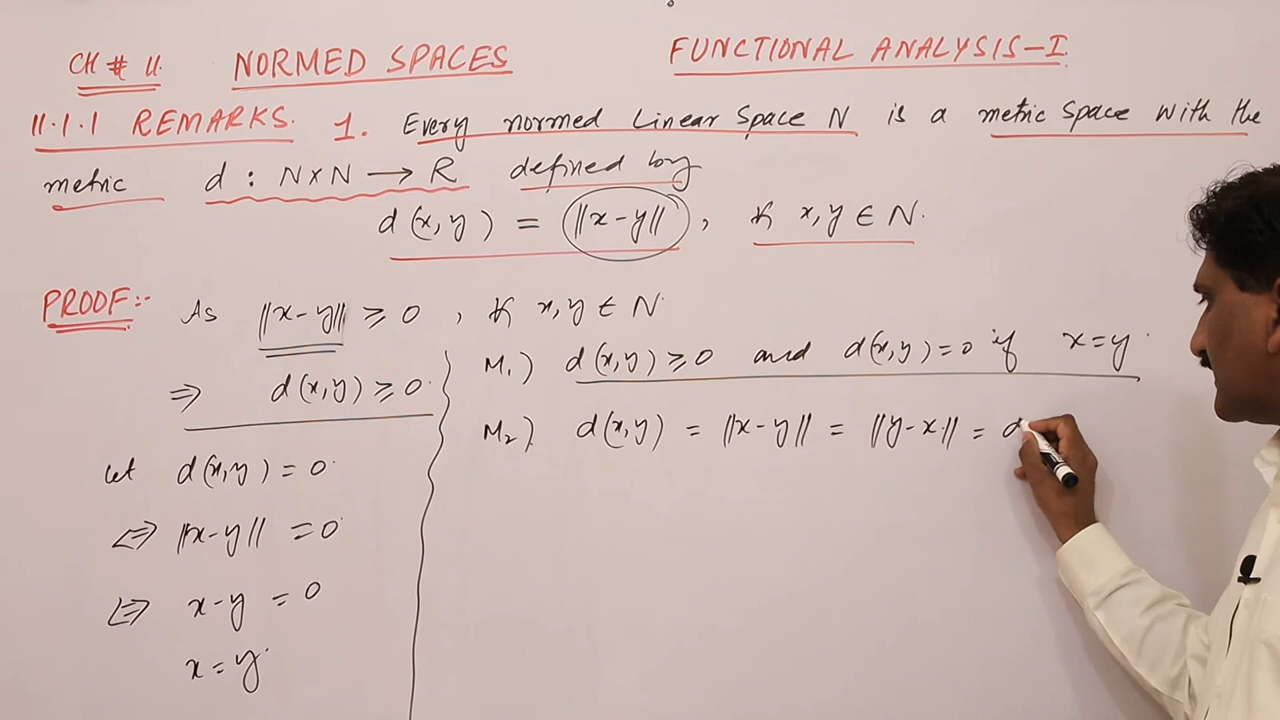 CH # 11. NORMED SPACES FUNCTIONAL ANALYSIS-I
11.1.1 REMARKS. 1. Every normed Linear Space N is a metric space with the
metric d : N×N → R defined by
d(x,y) = ||x-y||, ∀ x,y ∈ N.
PROOF:- As ||x-y|| ≥ 0, ∀ x,y ∈ N
⇒ d(x,y) ≥ 0.
let d(x,y) = 0.
⇔ ||x-y|| = 0.
⇔ x-y = 0
x = y.
M₁) d(x,y) ≥ 0 and d(x,y) = 0 if x = y.
M₂) d(x,y) = ||x-y|| = ||y-x|| = d